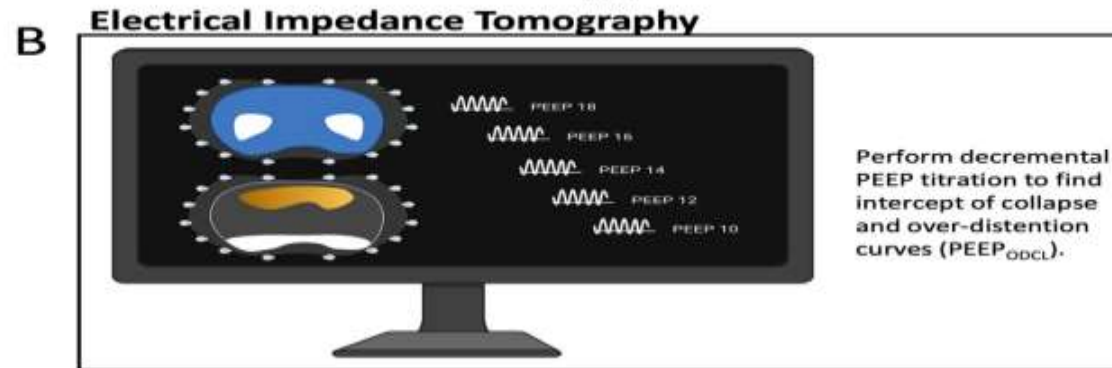 Electrical Impedance Tomography
B
PEEP 18
PEEP 16
PEEP 14
PEEP 12
PEEP 10
Perform decremental
PEEP titration to find
intercept of collapse
and over-distention
curves (PEEP_ODCL).